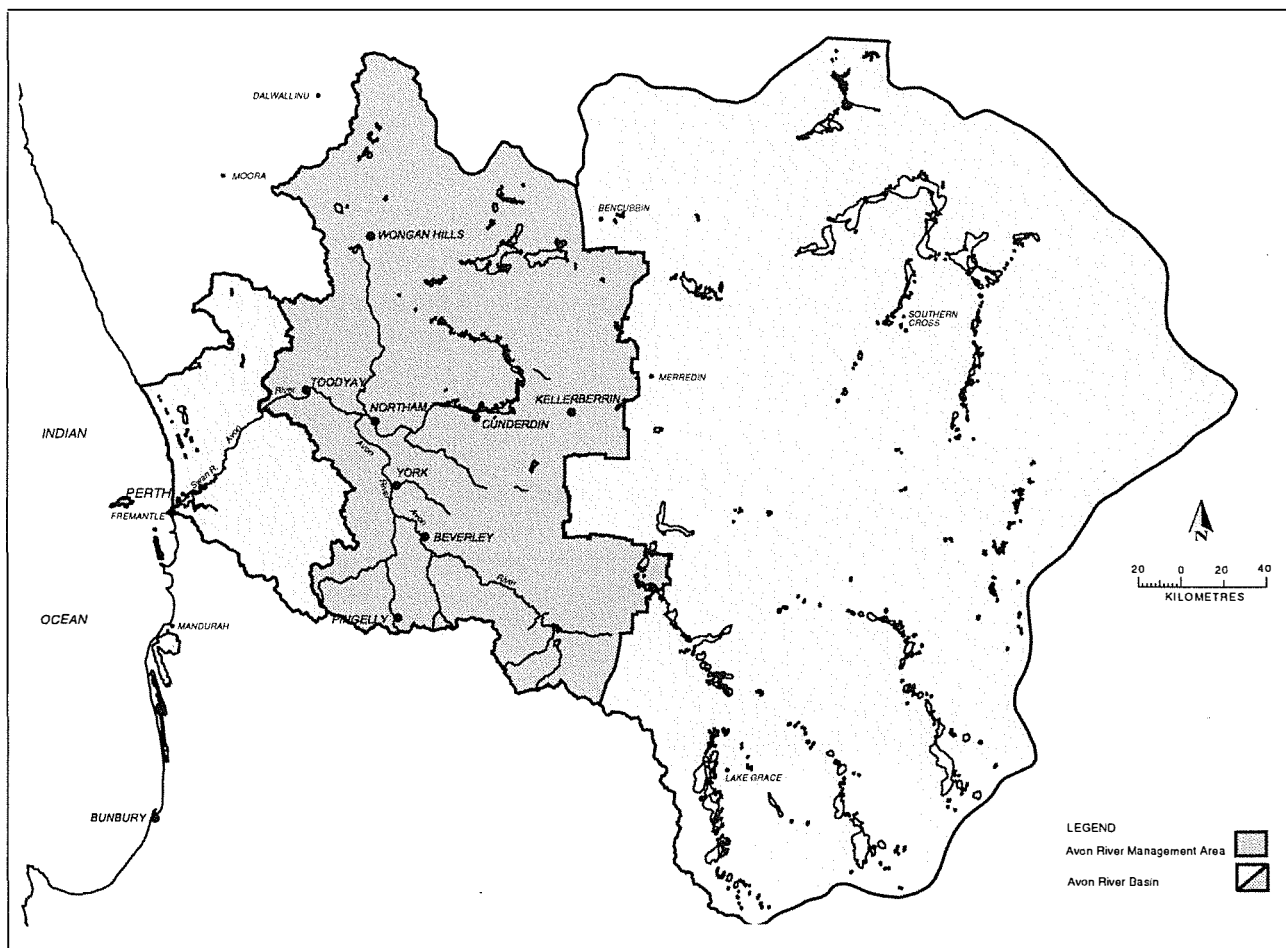 DALWALLINU
MOORA
BENCUBBIN
WONGAN HILLS
SOUTHERN
CROSS
MERREDIN
TOODYAY
River
NORTHAM
KELLERBERRIN
CUNDERDIN
INDIAN
Avon
Avon
YORK
Swan R.
PERTH
River
FREMANTLE
Avon
BEVERLEY
N
River
20 0 20 40
KILOMETRES
OCEAN
PINGELLY
MANDURAH
LAKE GRACE
BUNBURY
LEGEND
Avon River Management Area
Avon River Basin